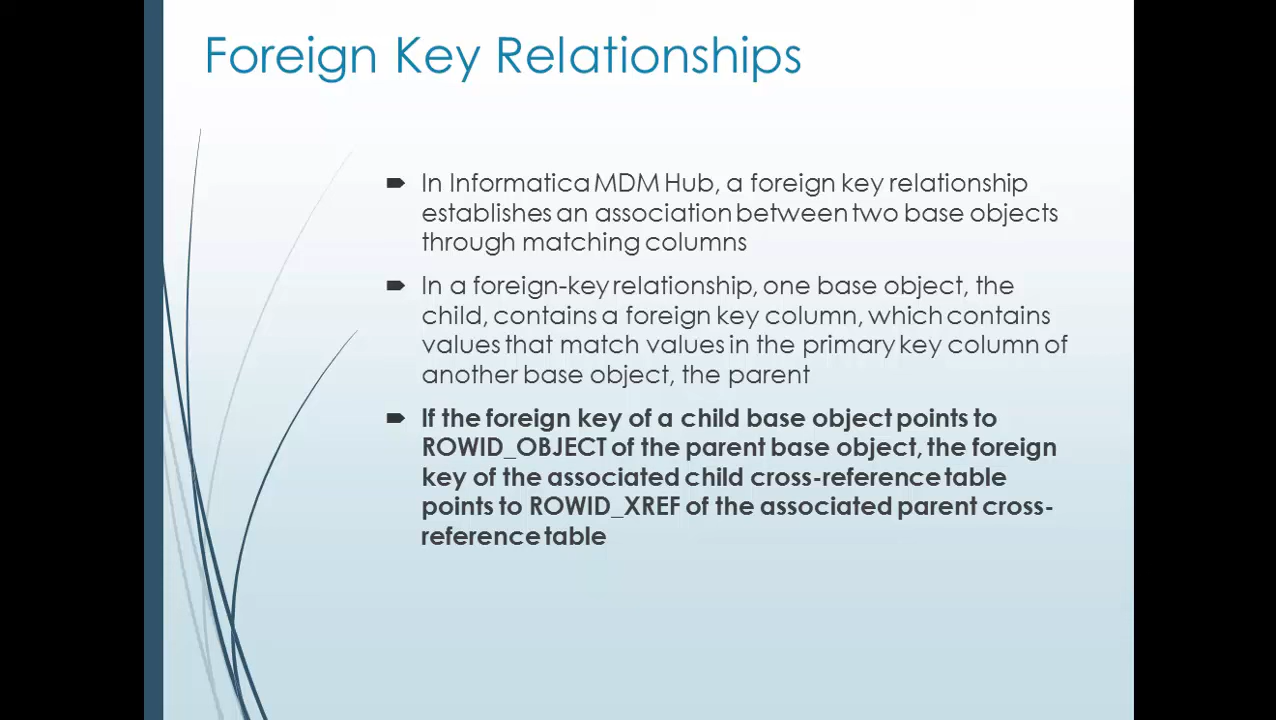 Foreign Key Relationships
In Informatica MDM Hub, a foreign key relationship
establishes an association between two base objects
through matching columns
In a foreign-key relationship, one base object, the
child, contains a foreign key column, which contains
values that match values in the primary key column of
another base object, the parent
If the foreign key of a child base object points to
ROWID_OBJECT of the parent base object, the foreign
key of the associated child cross-reference table
points to ROWID_XREF of the associated parent cross-
reference table